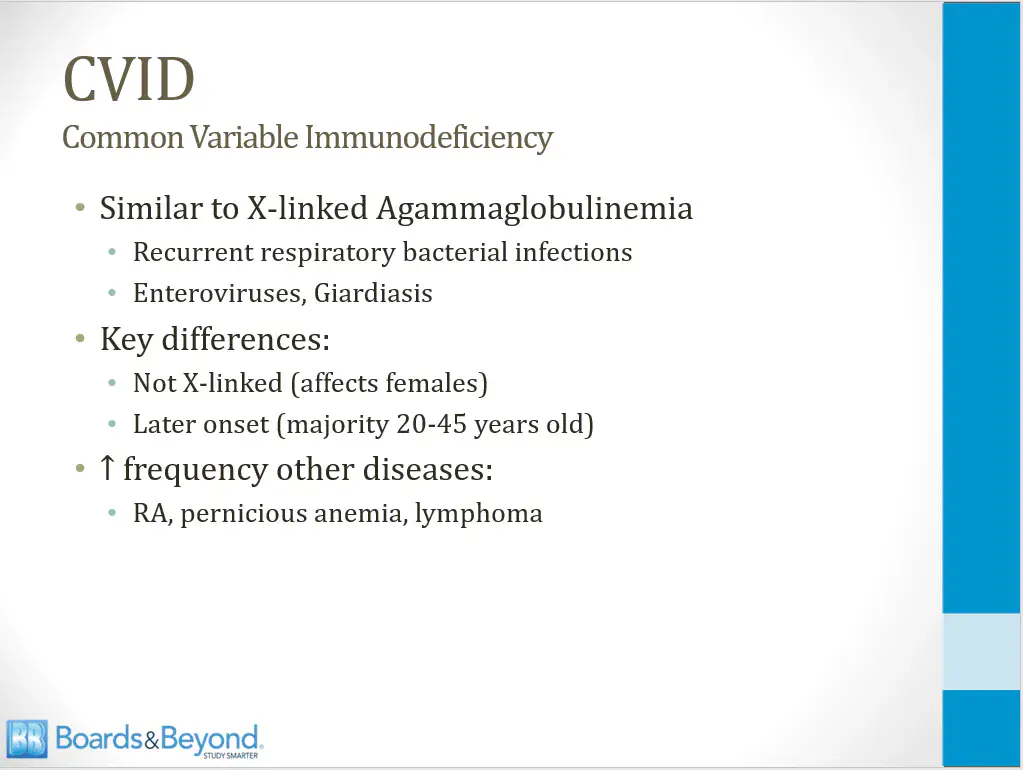 CVID
Common Variable Immunodeficiency
• Similar to X-linked Agammaglobulinemia
• Recurrent respiratory bacterial infections
• Enteroviruses, Giardiasis
• Key differences:
• Not X-linked (affects females)
• Later onset (majority 20-45 years old)
• ↑ frequency other diseases:
• RA, pernicious anemia, lymphoma
BB Boards&Beyond.
STUDY SMARTER